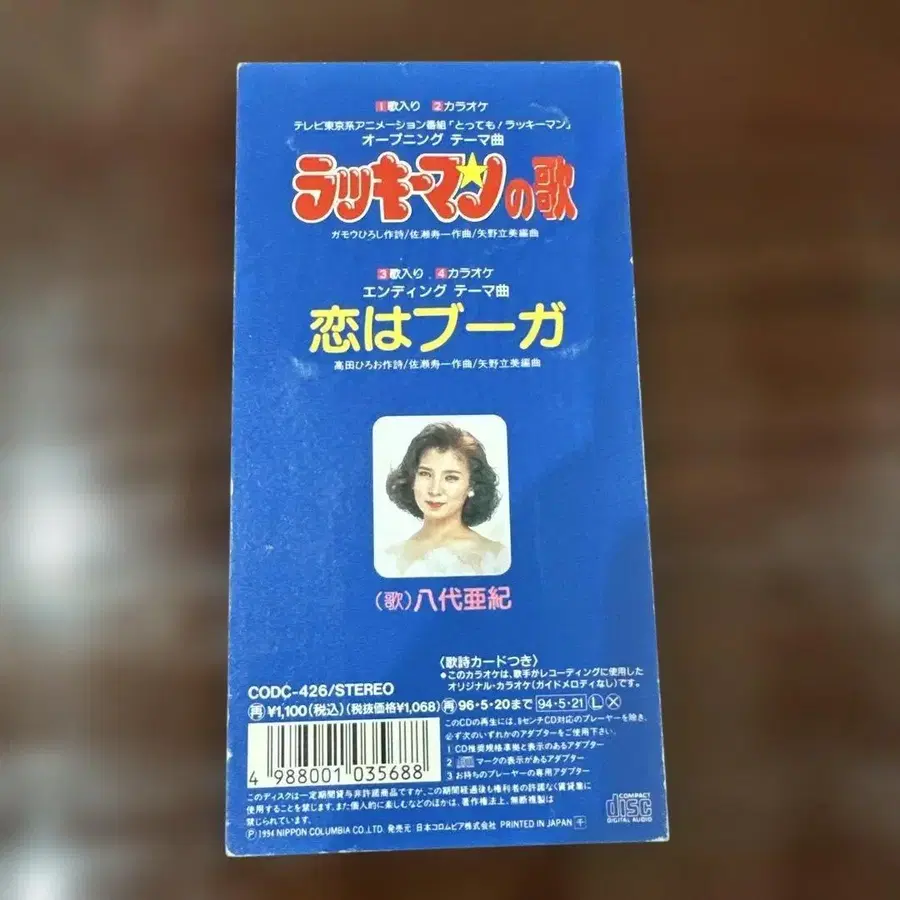 1 歌入り 2 カラオケ
テレビ東京系アニメーション番組「とっても!ラッキーマン」
オープニング テーマ曲
ラッキーマンの歌
ガモウひろし作詩/佐瀬寿一作曲/矢野立美編曲
3 歌入り 4 カラオケ
エンディング テーマ曲
恋はブーガ
高田ひろお作詩/佐瀬寿一作曲/矢野立美編曲
(歌)八代亜紀
〈歌詩カードつき〉
●このカラオケは、歌手がレコーディングに使用した
オリジナル・カラオケ(ガイドメロディなし)です。
CODC-426/STEREO
再 ¥1,100(税込)(税抜価格¥1,068) 再 96・5・20まで 94・5・21 L X
このCDの再生には、8センチCD対応のプレーヤーを除き、
必ず次のいずれかのアダプターをご使用下さい。
1 CD推奨規格準拠と表示のあるアダプター
2 マークの表示があるアダプター
3 お持ちのプレーヤーの専用アダプター
4 988001 035688
このディスクは一定期間貸与非許諾商品ですが、この期間経過後も権利者の許諾なく賃貸業に
使用することを禁じます。また個人的に楽しむなどのほかは、著作権法上、無断複製は
禁じられています。
Ⓟ 1994 NIPPON COLUMBIA CO.,LTD. 発売元 日本コロムビア株式会社 PRINTED IN JAPAN 千
COMPACT
disc
DIGITAL AUDIO